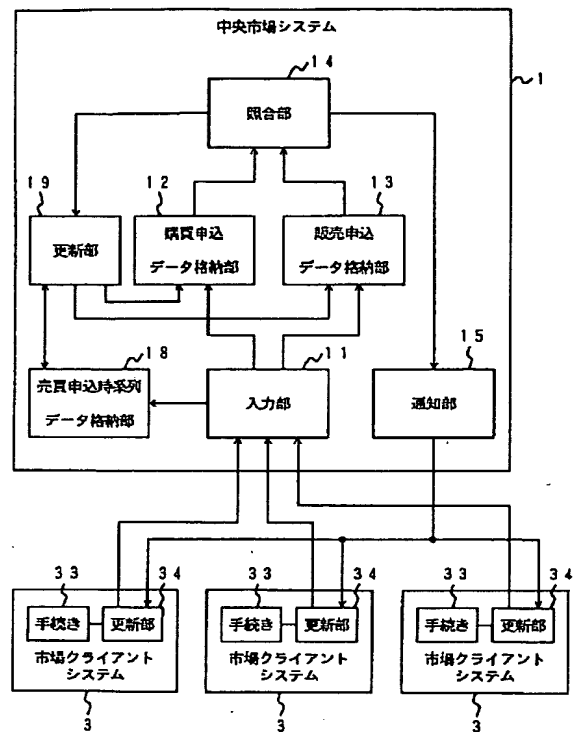 中央市場システム
14
照合部
1
19
更新部
12
購買申込
データ格納部
13
販売申込
データ格納部
18
売買申込時系列
データ格納部
11
入力部
15
通知部
33
34
手続き
更新部
市場クライアント
システム
3
33
34
手続き
更新部
市場クライアント
システム
3
33
34
手続き
更新部
市場クライアント
システム
3